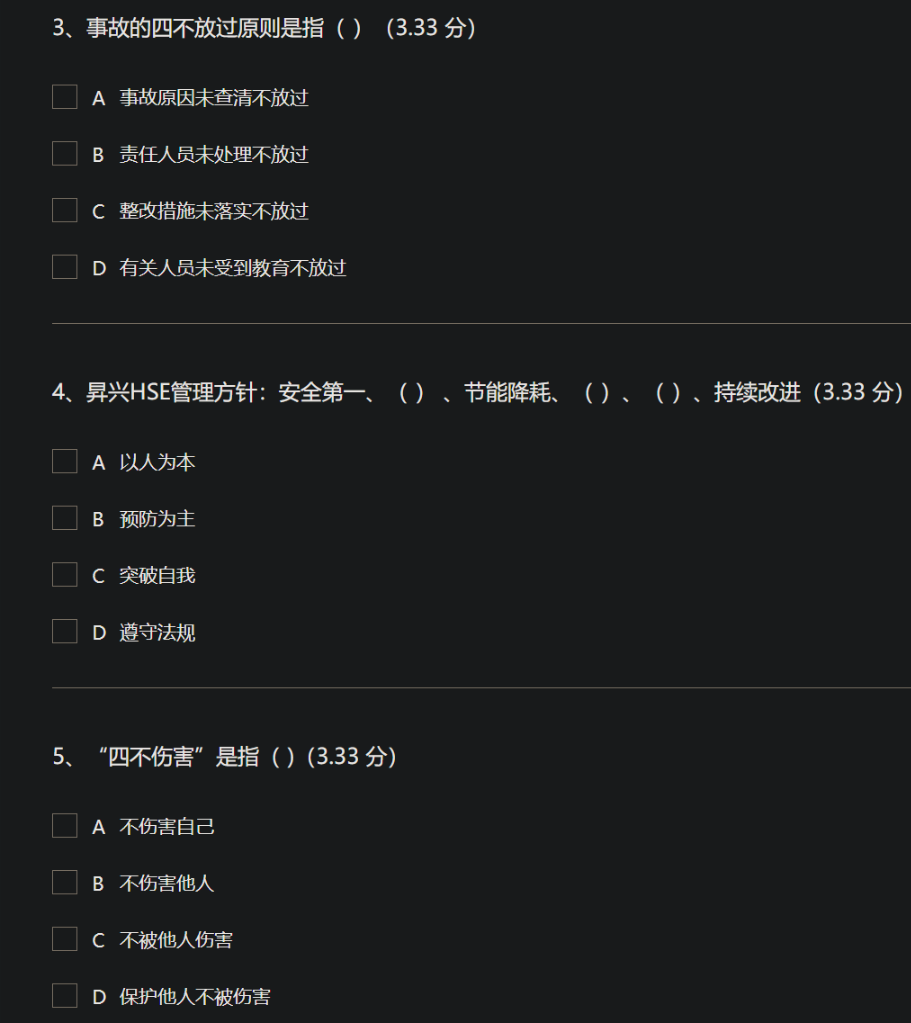 3、事故的四不放过原则是指（ ）（3.33 分）
A 事故原因未查清不放过
B 责任人员未处理不放过
C 整改措施未落实不放过
D 有关人员未受到教育不放过
4、昇兴HSE管理方针：安全第一、（ ） 、节能降耗、（ ）、（ ）、持续改进（3.33 分）
A 以人为本
B 预防为主
C 突破自我
D 遵守法规
5、“四不伤害”是指（ ）（3.33 分）
A 不伤害自己
B 不伤害他人
C 不被他人伤害
D 保护他人不被伤害